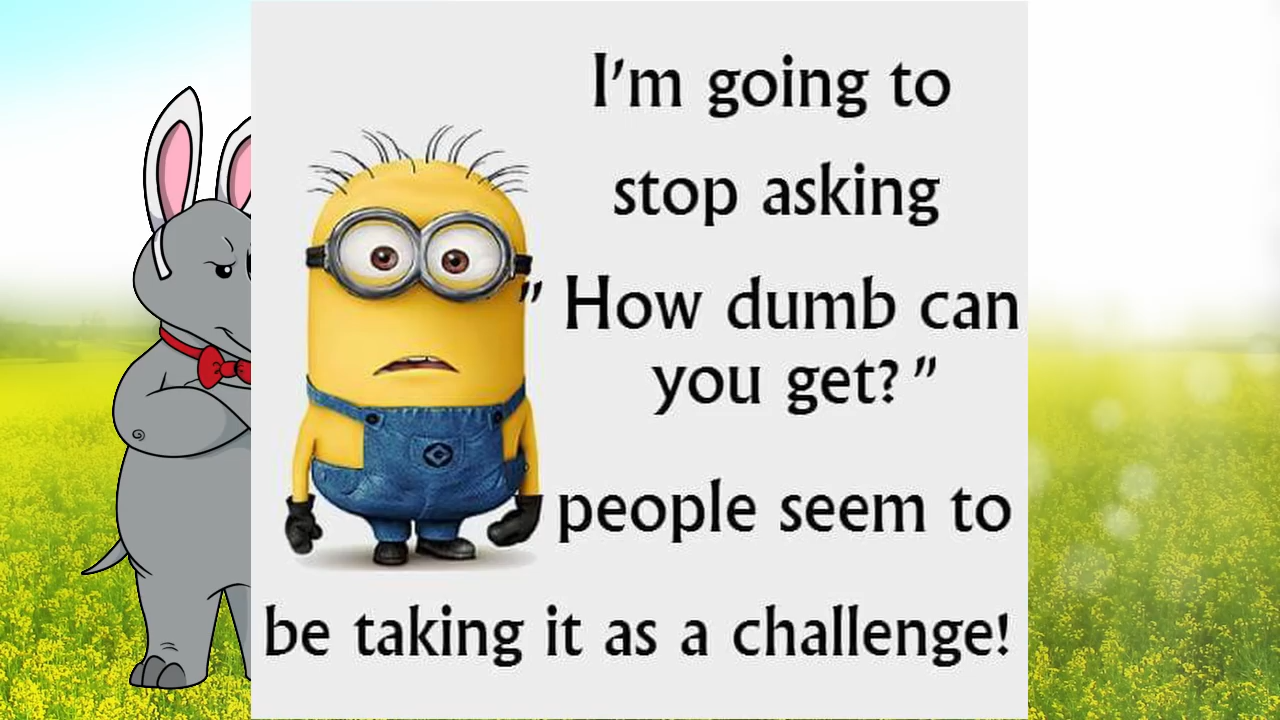 I'm going to
stop asking
" How dumb can
you get? "
people seem to
be taking it as a challenge!